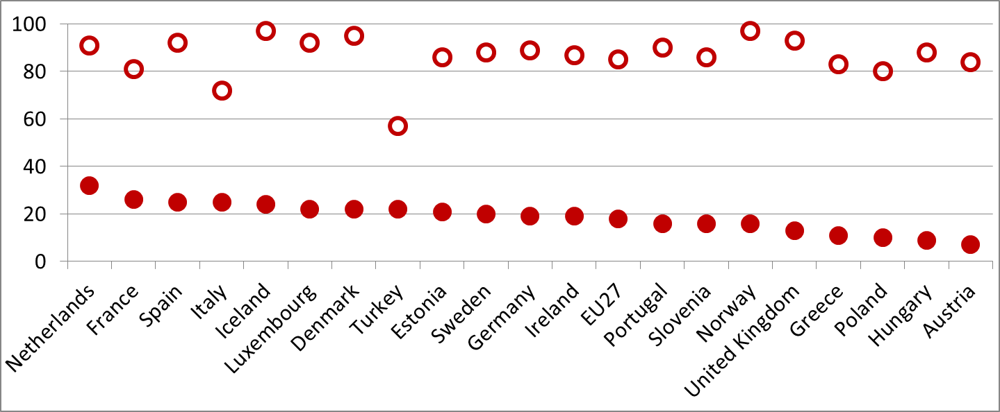 100
80
60
40
20
0
Netherlands
France
Spain
Italy
Iceland
Luxembourg
Denmark
Turkey
Estonia
Sweden
Germany
Ireland
EU27
Portugal
Slovenia
Norway
United Kingdom
Greece
Poland
Hungary
Austria